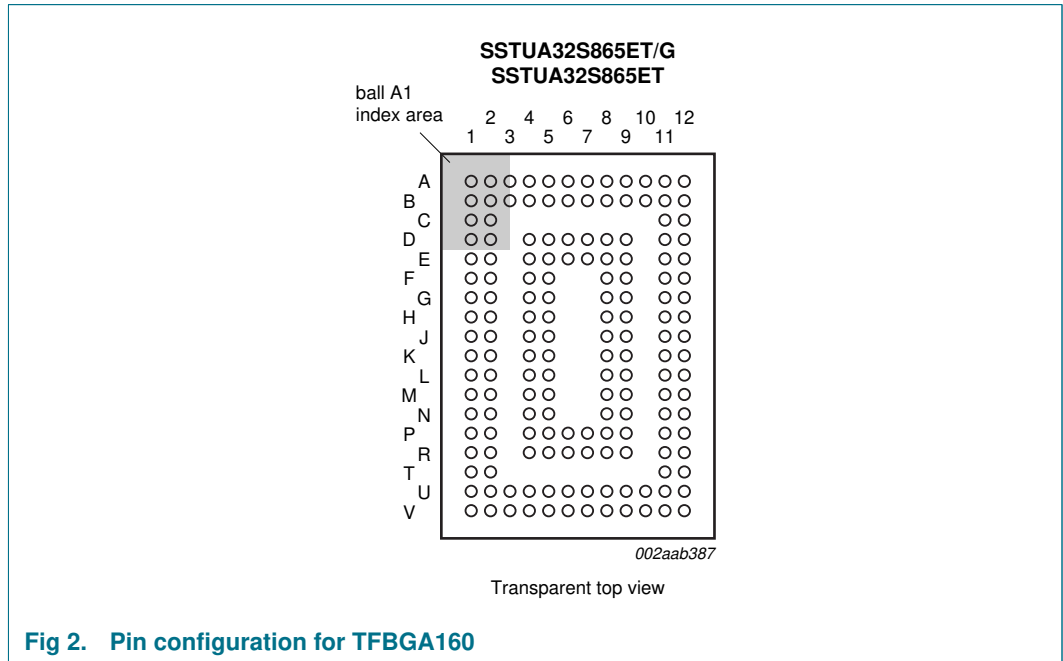 SSTUA32S865ET/G
SSTUA32S865ET
ball A1
index area
2 4 6 8 10 12
1 3 5 7 9 11
A
B
C
D
E
F
G
H
J
K
L
M
N
P
R
T
U
V
002aab387
Transparent top view
Fig 2. Pin configuration for TFBGA160